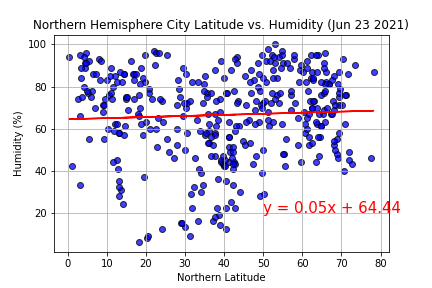 Northern Hemisphere City Latitude vs. Humidity (Jun 23 2021)
100
80
60
40
20
Humidity (%)
y = 0.05x + 64.44
0 10 20 30 40 50 60 70 80
Northern Latitude